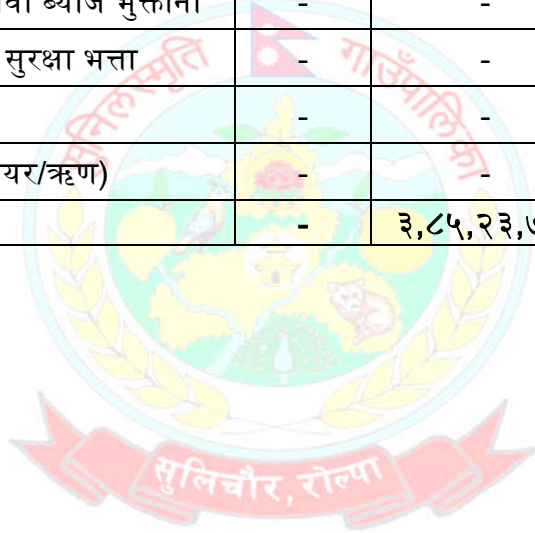 ब्याज भुक्तानी - -
सुरक्षा भत्ता - -
- -
यर/ऋण) - -
- ३,८५,२३,
सुनिलस्मृति गाउँपालिका
सुलिचौर, रोल्पा